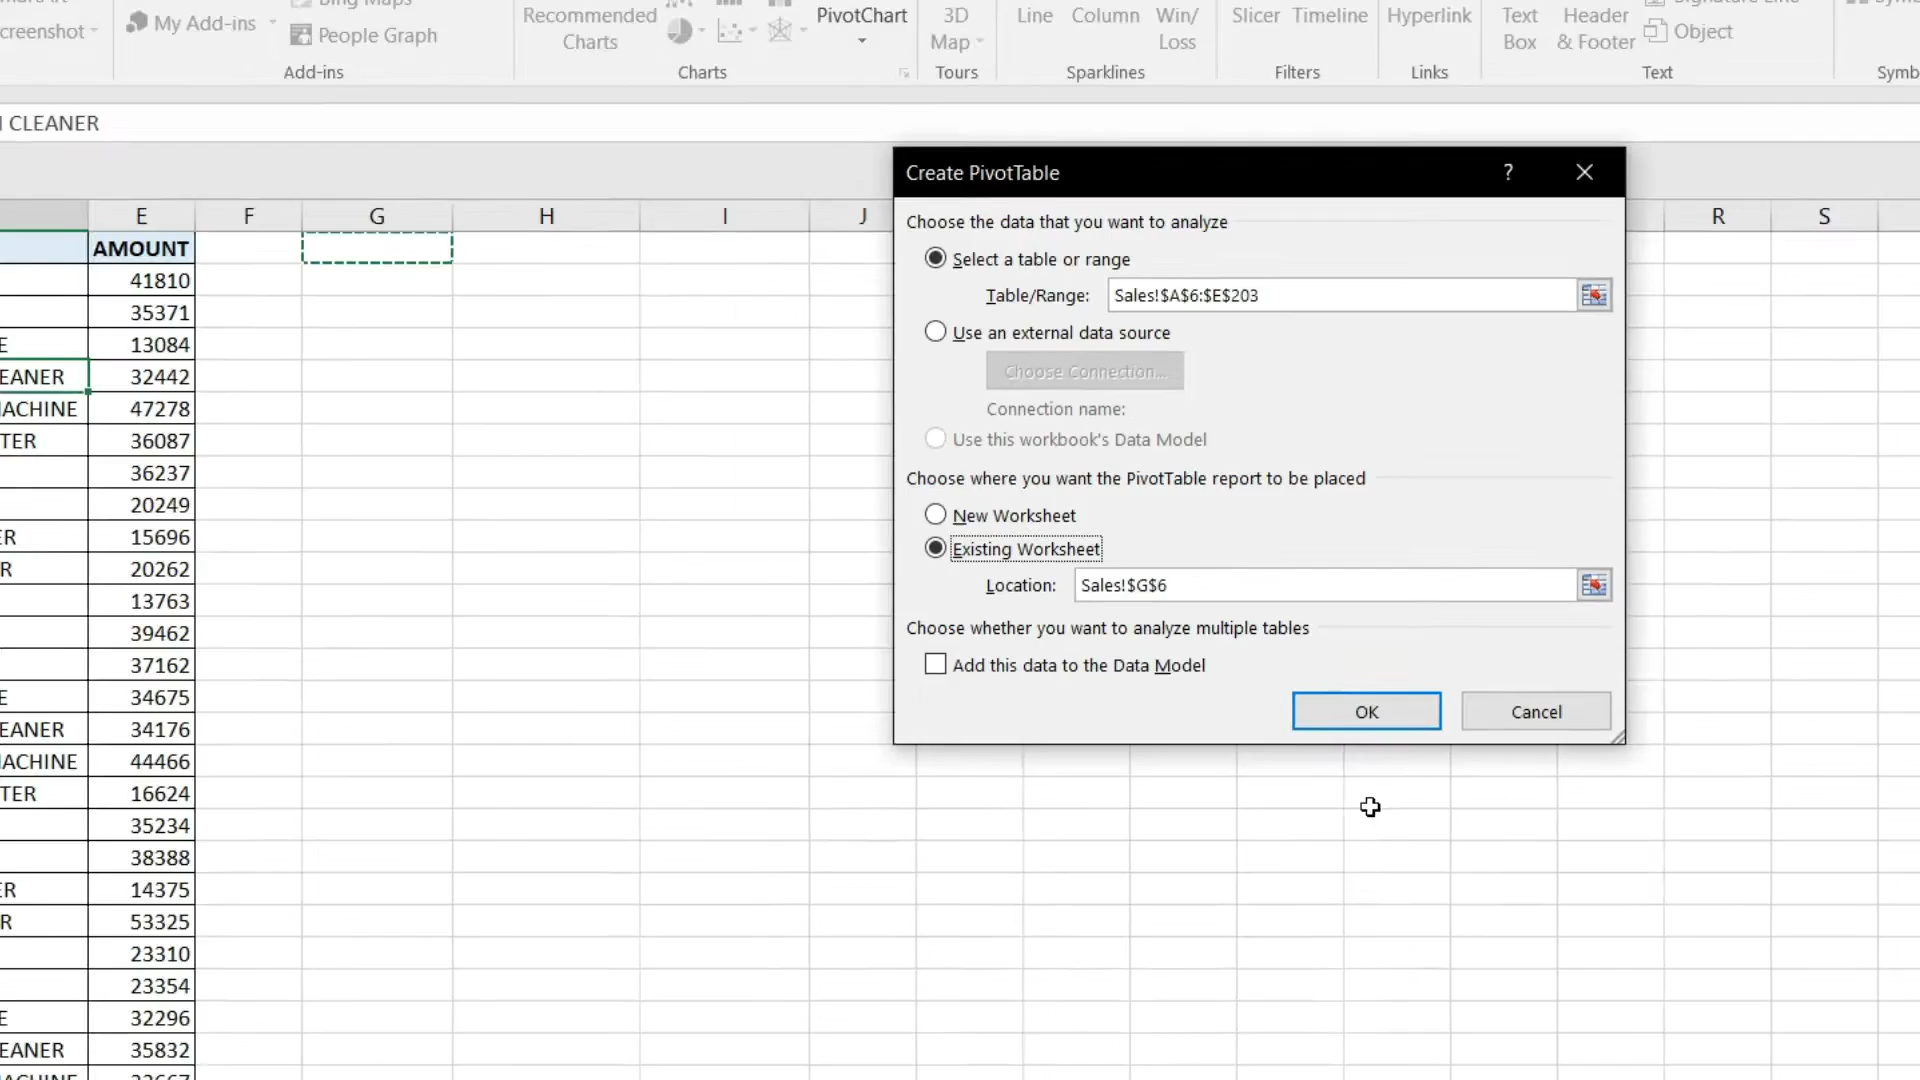 My Add-ins
People Graph
Add-ins
Recommended
Charts
PivotChart
Charts
3D
Map
Tours
Line Column Win/
Loss
Sparklines
Slicer Timeline
Filters
Hyperlink
Links
Text
Box
Header
& Footer
Object
Text
CLEANER
E F G H I J R S
AMOUNT
41810
35371
E 13084
EANER 32442
ACHINE 47278
TER 36087
36237
20249
ER 15696
R 20262
13763
39462
37162
E 34675
EANER 34176
ACHINE 44466
TER 16624
35234
38388
ER 14375
R 53325
23310
23354
E 32296
EANER 35832
Create PivotTable ?
Choose the data that you want to analyze
Select a table or range
Table/Range: Sales!$A$6:$E$203
Use an external data source
Choose Connection...
Connection name:
Use this workbook's Data Model
Choose where you want the PivotTable report to be placed
New Worksheet
Existing Worksheet
Location: Sales!$G$6
Choose whether you want to analyze multiple tables
Add this data to the Data Model
OK Cancel